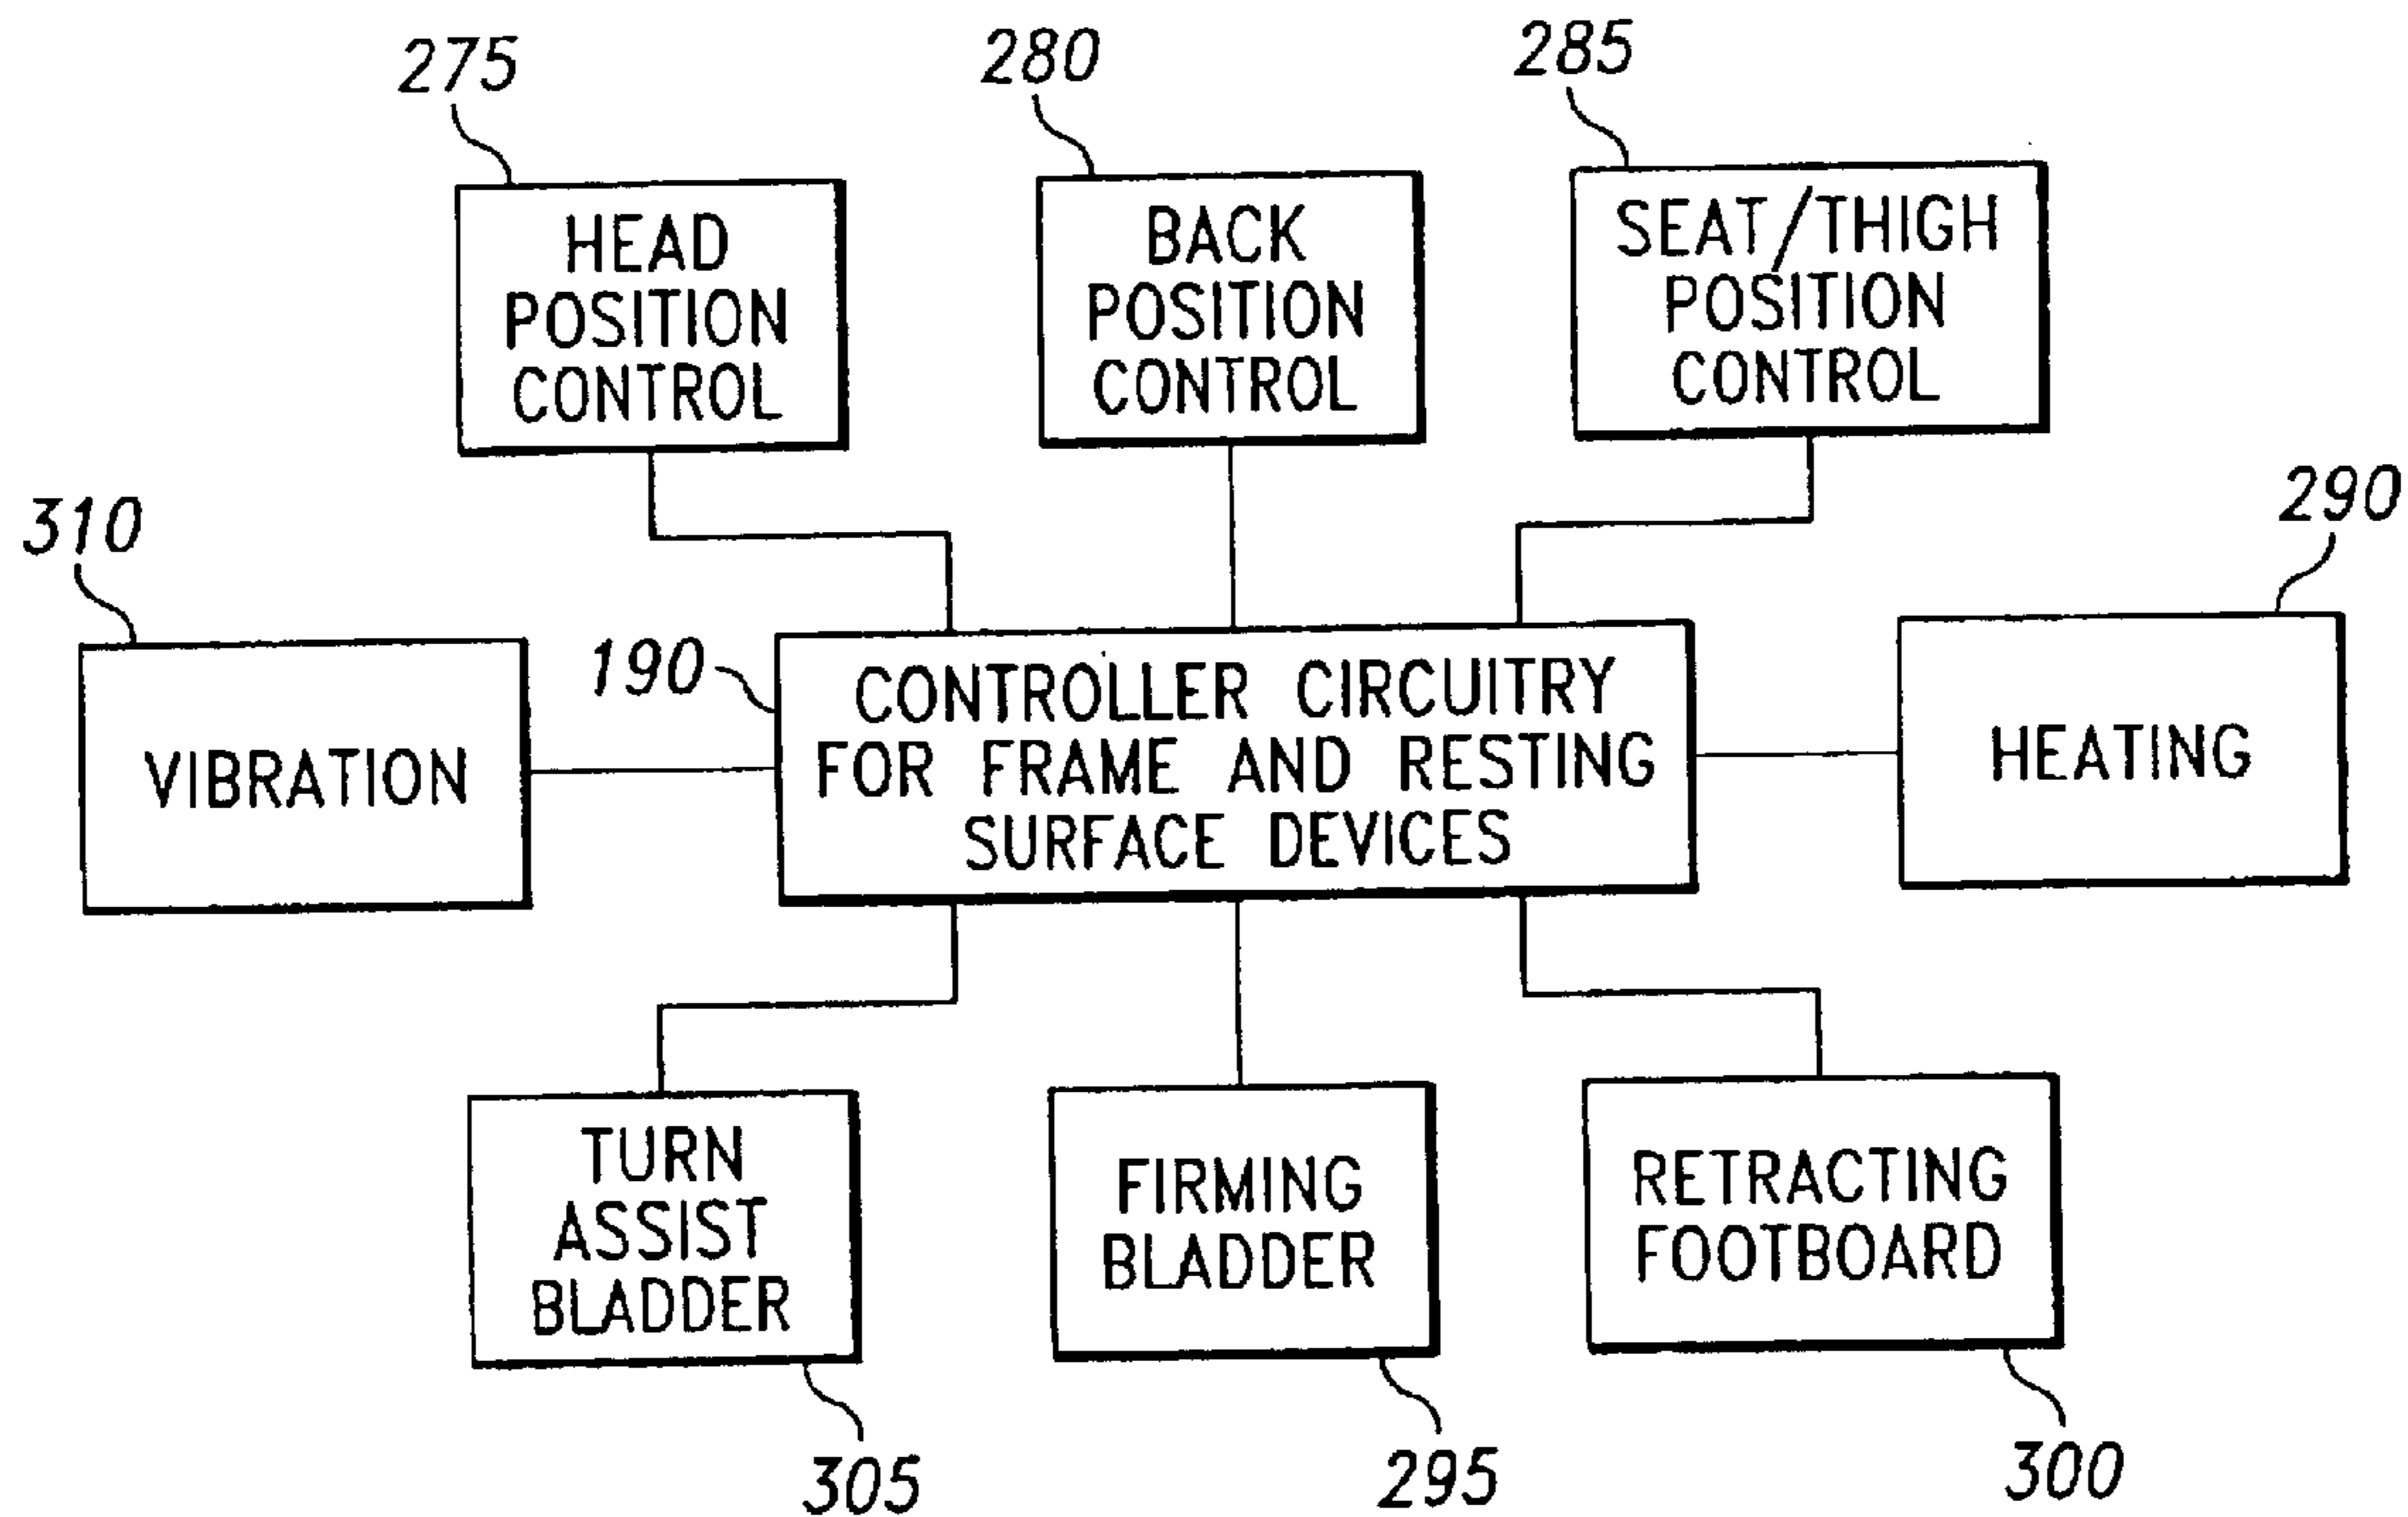 275
280
285
HEAD
POSITION
CONTROL
BACK
POSITION
CONTROL
SEAT/THIGH
POSITION
CONTROL
310
190
290
VIBRATION
CONTROLLER CIRCUITRY
FOR FRAME AND RESTING
SURFACE DEVICES
HEATING
TURN
ASSIST
BLADDER
FIRMING
BLADDER
RETRACTING
FOOTBOARD
305
295
300